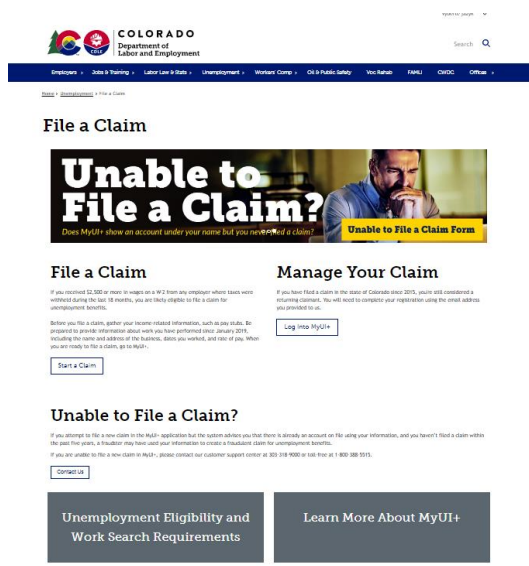 COLORADO
Department of
Labor and Employment
CDLE
Search
Employers » Jobs & Training » Labor Law & Stats » Unemployment » Workers' Comp » Oil & Public Safety Voc Rehab FAMLI CWDC Offices »
Home » Unemployment » File a Claim
File a Claim
Unable to
File a Claim?
Does MyUI+ show an account under your name but you never filed a claim?
Unable to File a Claim Form
File a Claim
If you received $2,500 or more in wages on a W-2 from any employer where taxes were
withheld during the last 18 months, you are likely eligible to file a claim for
unemployment benefits.
Before you file a claim, gather your income-related information, such as pay stubs. Be
prepared to provide information about work you have performed since January 2019,
including the name and address of the business, dates you worked, and rate of pay. When
you are ready to file a claim, go to MyUI+.
Start a Claim
Manage Your Claim
If you have filed a claim in the state of Colorado since 2015, you're still considered a
returning claimant. You will need to complete your registration using the email address
you provided to us.
Log Into MyUI+
Unable to File a Claim?
If you attempt to file a new claim in the MyUI+ application but the system advises you that there is already an account on file using your information, and you haven't filed a claim within
the past five years, a fraudster may have used your information to create a fraudulent claim for unemployment benefits.
If you are unable to file a new claim in MyUI+, please contact our customer support center at 303-318-9000 or toll-free at 1-800-388-5515.
Contact Us
Unemployment Eligibility and
Work Search Requirements
Learn More About MyUI+